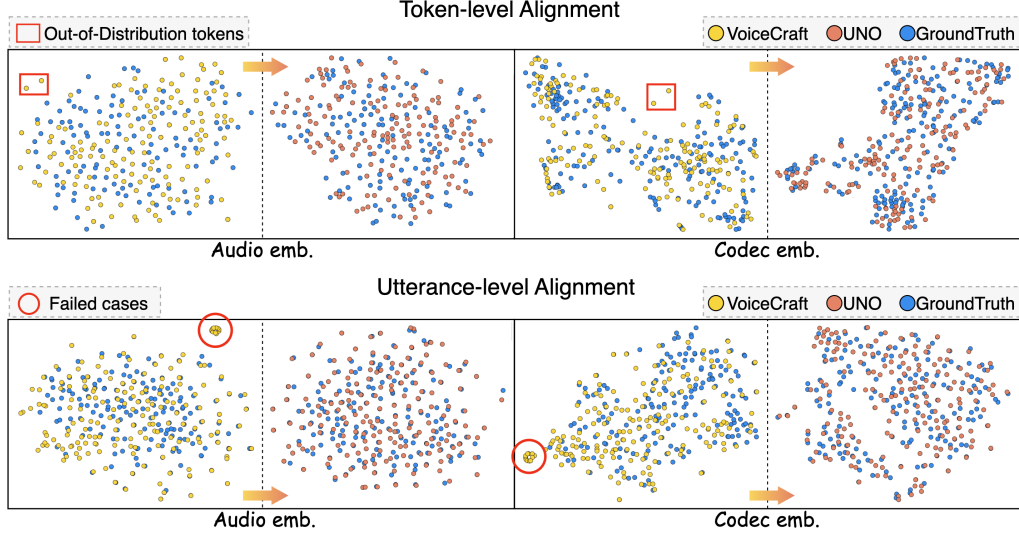 Token-level Alignment
Out-of-Distribution tokens
VoiceCraft UNO GroundTruth
Audio emb. Codec emb.
Utterance-level Alignment
Failed cases
VoiceCraft UNO GroundTruth
Audio emb. Codec emb.